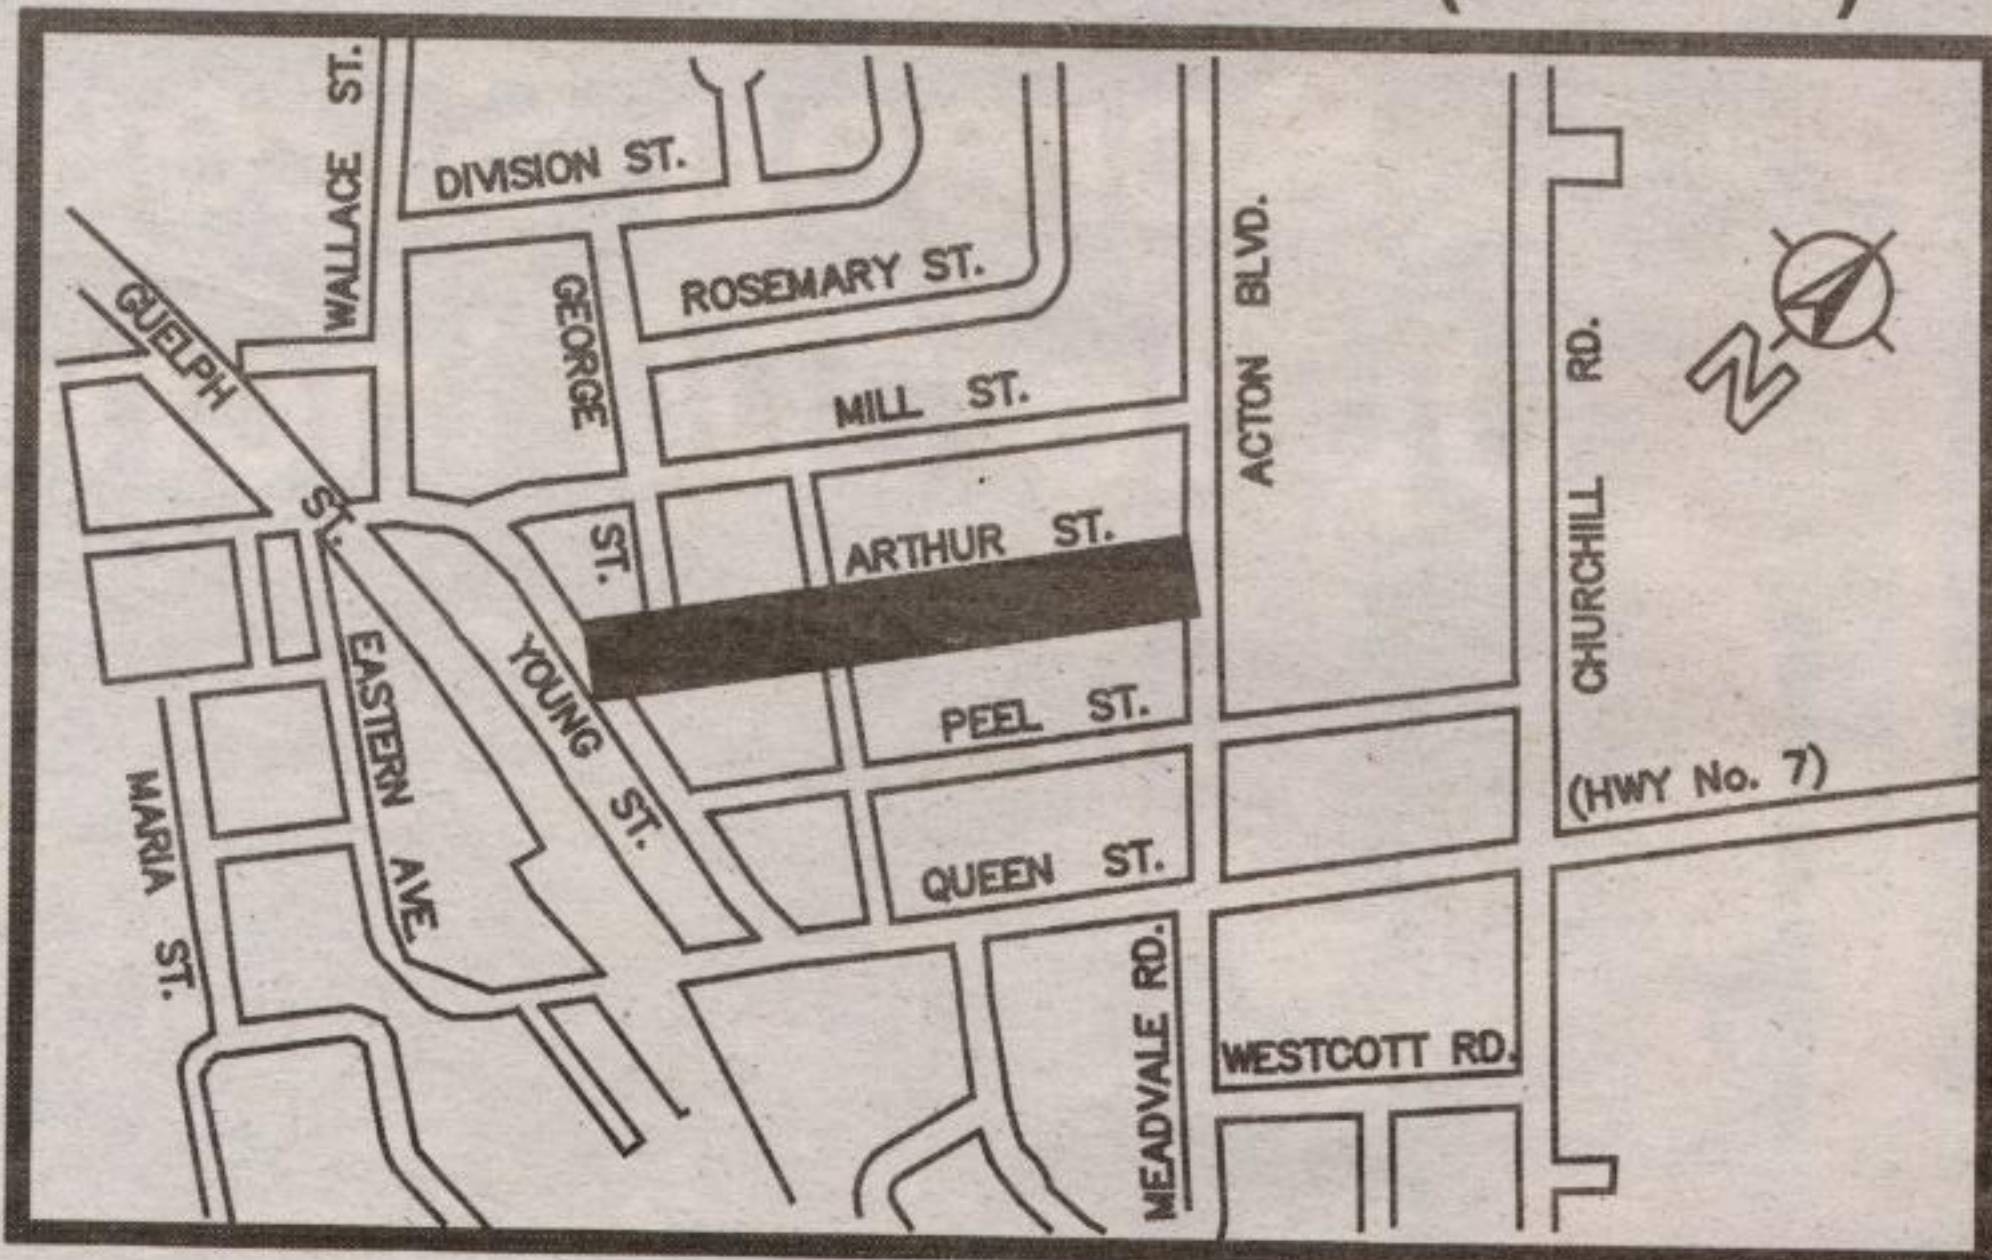 WALLACE ST.
DIVISION ST.
GUELPH ST.
GEORGE ST.
ROSEMARY ST.
MILL ST.
ACTON BLVD.
CHURCHILL RD.
N
ARTHUR ST.
YOUNG ST.
EASTERN AVE.
PEEL ST.
(HWY No. 7)
MARIA ST.
QUEEN ST.
MEADVALE RD.
WESTCOTT RD.